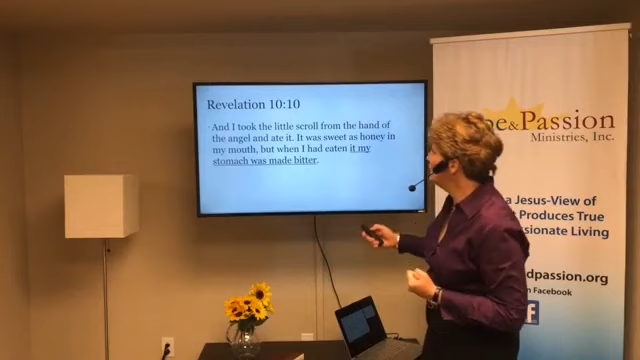 Revelation 10:10
And I took the little scroll from the hand of
the angel and ate it. It was sweet as honey in
my mouth, but when I had eaten it my
stomach was made bitter.
&Passion
Ministries, Inc.
a Jesus-View of
Produces True
ssionate Living
dpassion.org
n Facebook
f